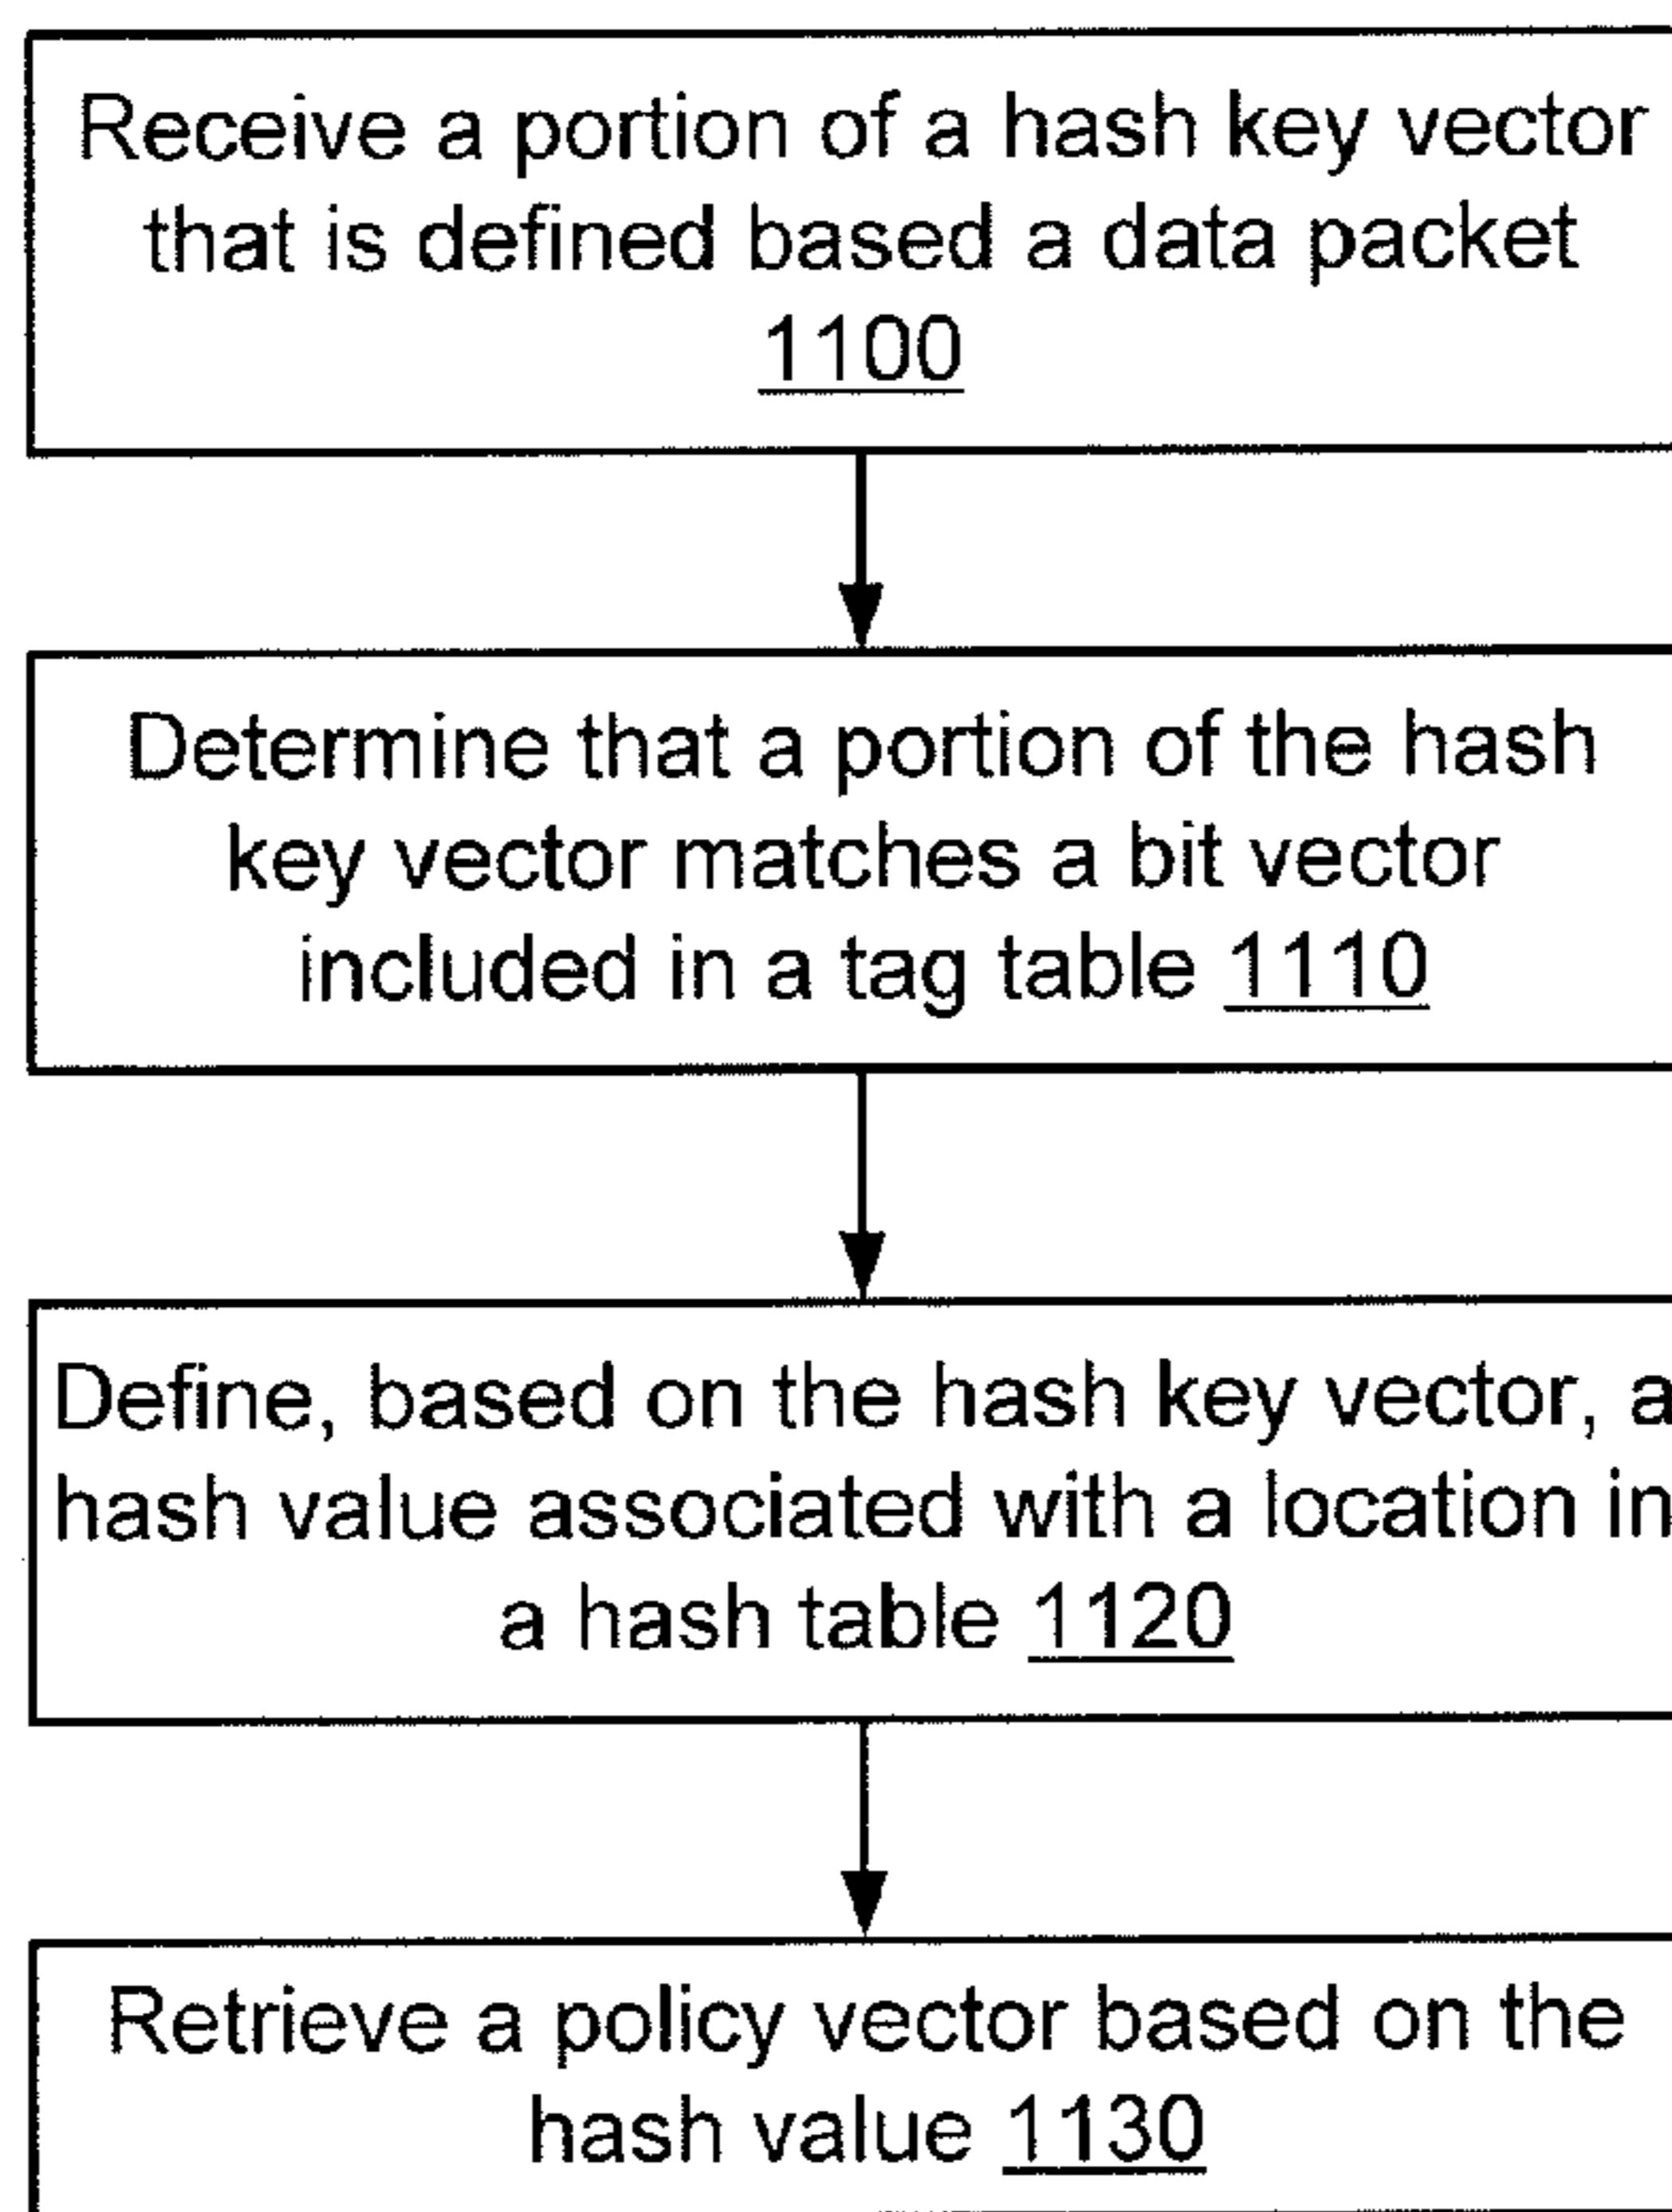 Receive a portion of a hash key vector
that is defined based a data packet
1100
Determine that a portion of the hash
key vector matches a bit vector
included in a tag table 1110
Define, based on the hash key vector, a
hash value associated with a location in
a hash table 1120
Retrieve a policy vector based on the
hash value 1130